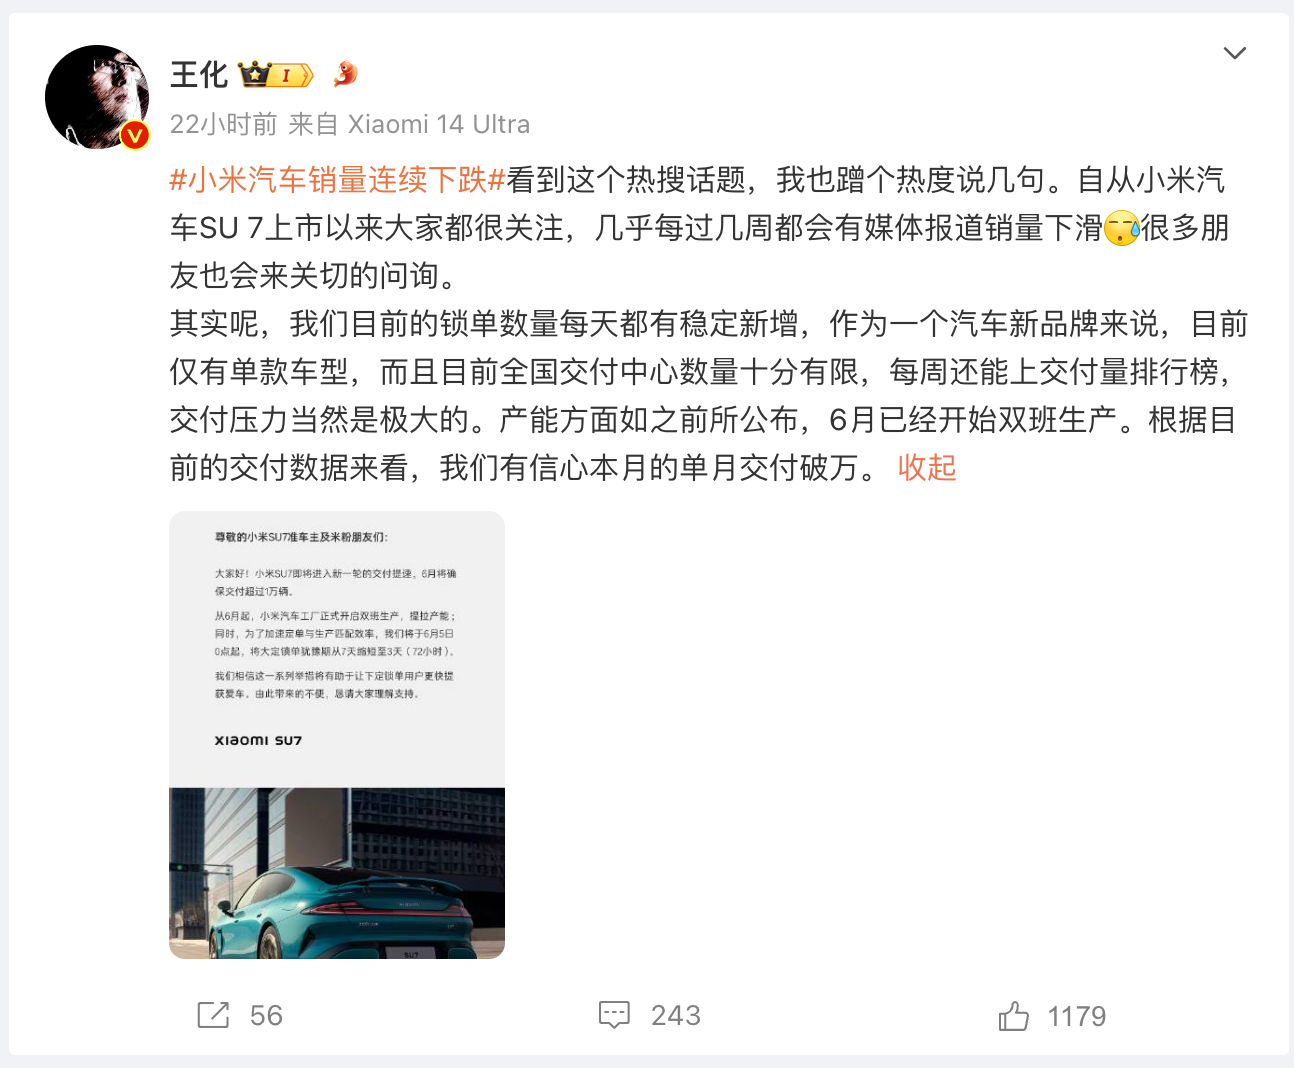 王化
I
V
22小时前 来自 Xiaomi 14 Ultra
#小米汽车销量连续下跌#看到这个热搜话题，我也蹭个热度说几句。自从小米汽
车SU 7上市以来大家都很关注，几乎每过几周都会有媒体报道销量下滑😪很多朋
友也会来关切的问询。
其实呢，我们目前的锁单数量每天都有稳定新增，作为一个汽车新品牌来说，目前
仅有单款车型，而且目前全国交付中心数量十分有限，每周还能上交付量排行榜，
交付压力当然是极大的。产能方面如之前所公布，6月已经开始双班生产。根据目
前的交付数据来看，我们有信心本月的单月交付破万。 收起
尊敬的小米SU7准车主及米粉朋友们：
大家好！小米SU7即将进入新一轮的交付提速，6月将确
保交付超过1万辆。
从6月起，小米汽车工厂正式开启双班生产，提拉产能；
同时，为了加速定单与生产匹配效率，我们将于6月5日
0点起，将大定锁单犹豫期从7天缩短至3天（72小时）。
我们相信这一系列举措将有助于让下定锁单用户更快提
获爱车。由此带来的不便，恳请大家理解支持。
xiaomi SU7
SU7
56
243
1179